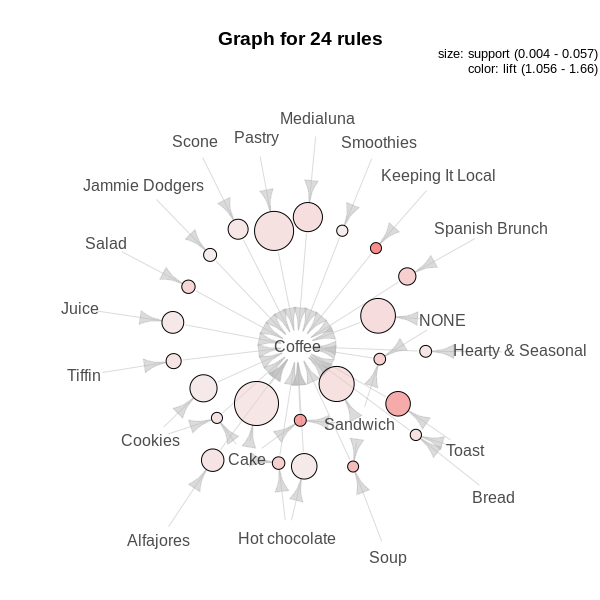 Graph for 24 rules
size: support (0.004 - 0.057)
color: lift (1.056 - 1.66)
Medialuna
Pastry
Scone
Smoothies
Keeping It Local
Jammie Dodgers
Spanish Brunch
Salad
Juice
NONE
Coffee
Hearty & Seasonal
Tiffin
Sandwich
Cookies
Toast
Cake
Bread
Hot chocolate
Alfajores
Soup